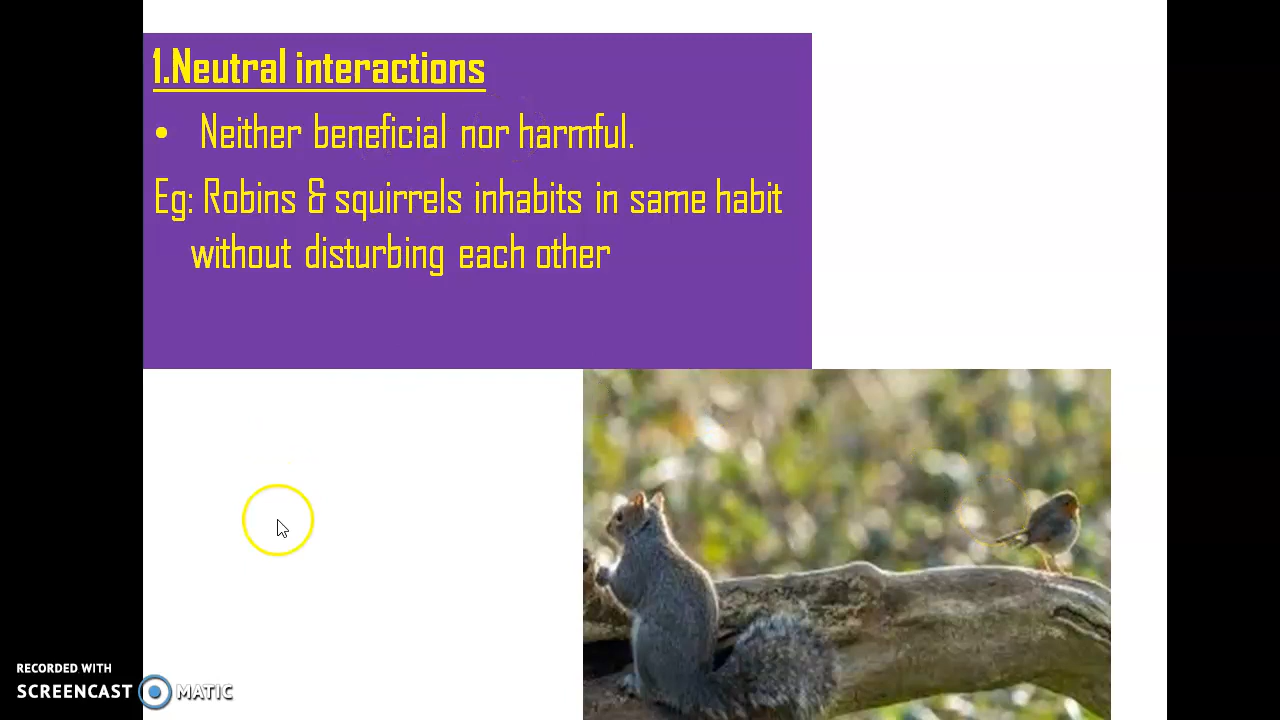 1.Neutral interactions
• Neither beneficial nor harmful.
Eg: Robins & squirrels inhabits in same habit
without disturbing each other
RECORDED WITH
SCREENCAST MATIC